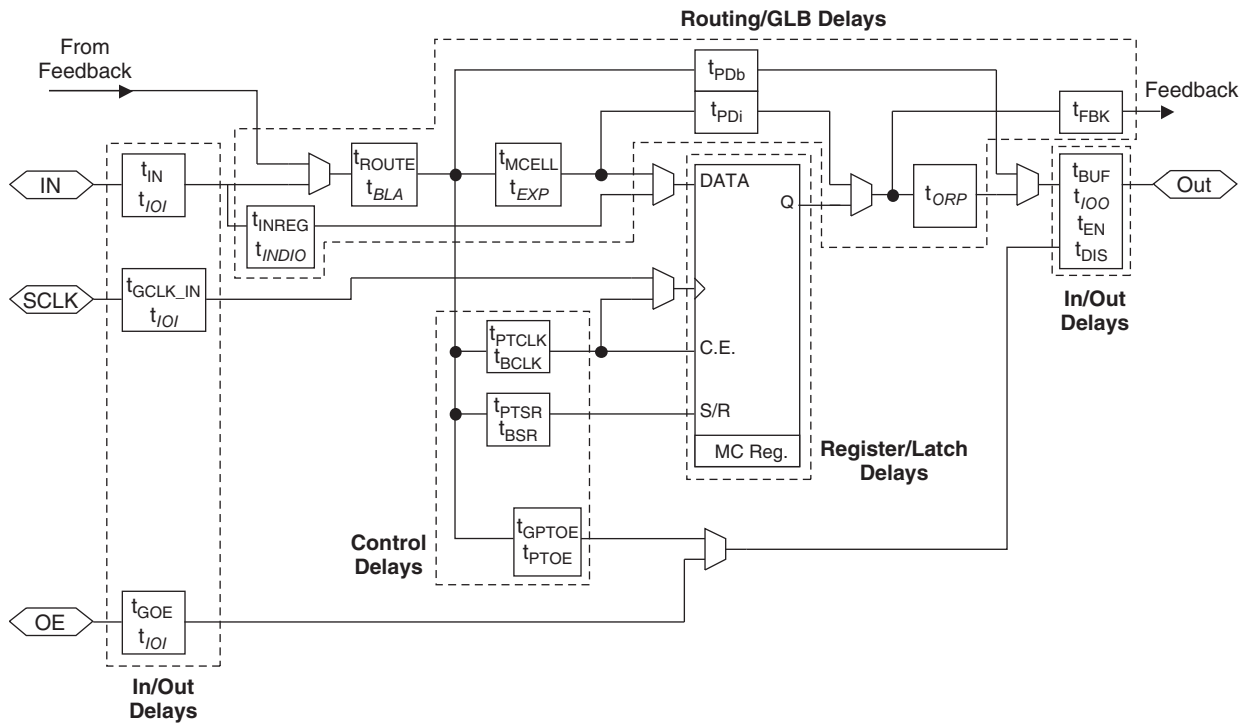 Routing/GLB Delays
From
Feedback
tPDb
tPDi
tFBK
Feedback
IN
tIN
tIOI
tROUTE
tBLA
tMCELL
tEXP
DATA
Q
tORP
tBUF
tIOO
tEN
tDIS
Out
tINREG
tINDIO
SCLK
tGCLK_IN
tIOI
In/Out
Delays
tPTCLK
tBCLK
C.E.
tPTSR
tBSR
S/R
MC Reg.
Register/Latch
Delays
Control
Delays
tGPTOE
tPTOE
OE
tGOE
tIOI
In/Out
Delays